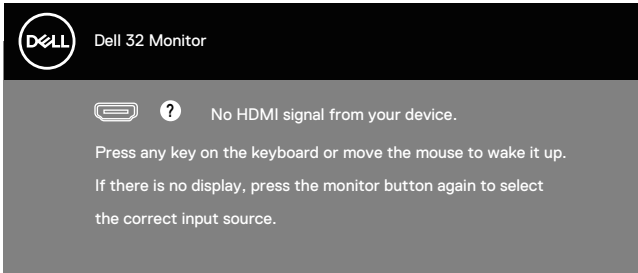 DELL
Dell 32 Monitor
? No HDMI signal from your device.
Press any key on the keyboard or move the mouse to wake it up.
If there is no display, press the monitor button again to select
the correct input source.